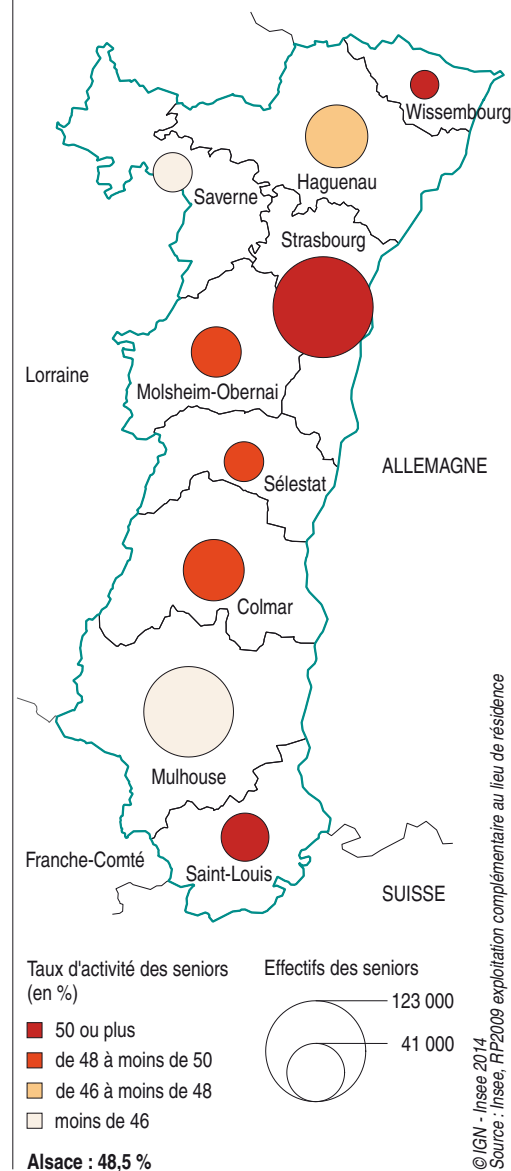 Wissembourg
Haguenau
Saverne
Strasbourg
Lorraine
Molsheim-Obernai
ALLEMAGNE
Sélestat
Colmar
Mulhouse
Franche-Comté
Saint-Louis
SUISSE
Taux d'activité des seniors
(en %)
50 ou plus
de 48 à moins de 50
de 46 à moins de 48
moins de 46
Alsace : 48,5 %
Effectifs des seniors
123 000
41 000
© IGN - Insee 2014
Source : Insee, RP2009 exploitation complémentaire au lieu de résidence